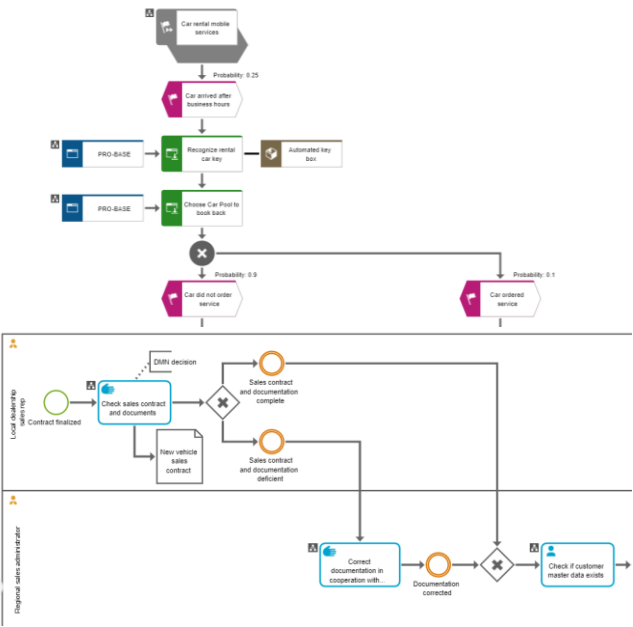 Car rental mobile
services
Probability: 0.25
Car arrived after
business hours
PRO-BASE
Recognize rental
car key
Automated key
box
PRO-BASE
Choose Car Pool to
book back
Probability: 0.9
Probability: 0.1
Car did not order
service
Car ordered
service
Local dealership
sales rep
DMN decision
Contract finalized
Check sales contract
and documents
Sales contract
and documentation
complete
New vehicle
sales
contract
Sales contract
and documentation
deficient
Regional sales administrator
Correct
documentation in
cooperation with...
Documentation
corrected
Check if customer
master data exists